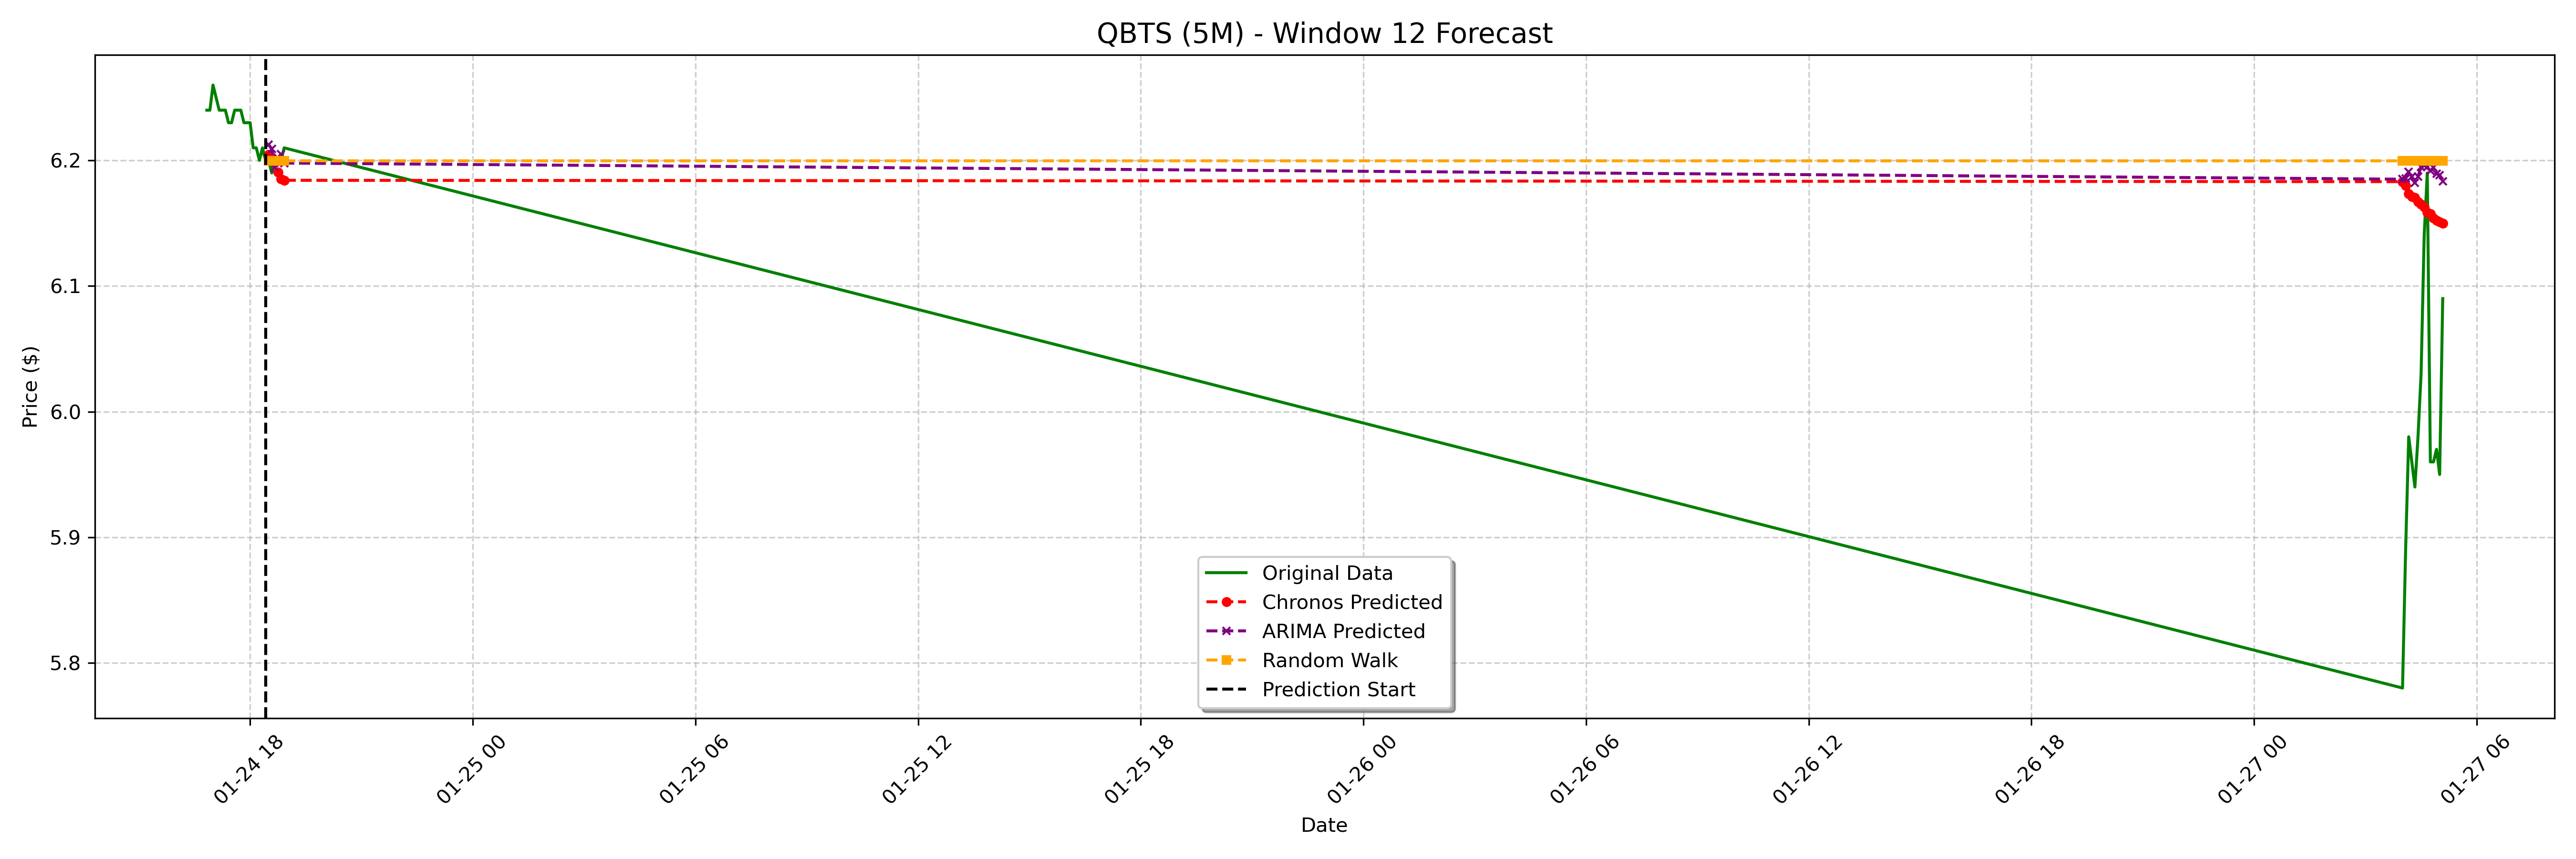 QBTS (5M) - Window 12 Forecast
Price ($)
6.2
6.1
6.0
5.9
5.8
Original Data
Chronos Predicted
ARIMA Predicted
Random Walk
Prediction Start
01-24 18
01-25 00
01-25 06
01-25 12
01-25 18
01-26 00
01-26 06
01-26 12
01-26 18
01-27 00
01-27 06
Date